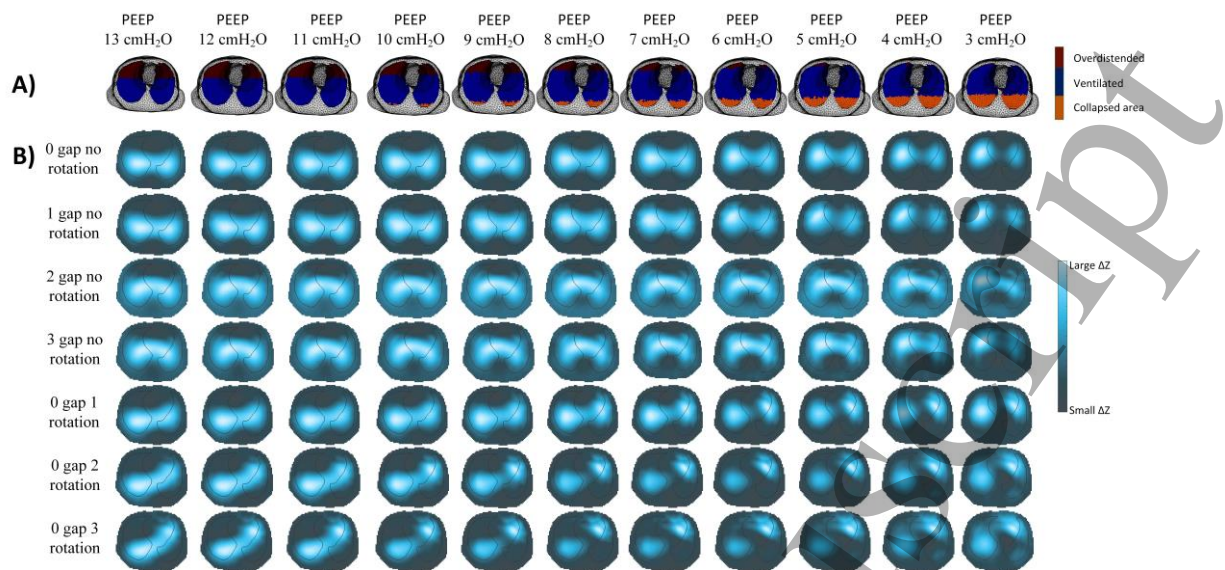 PEEP PEEP PEEP PEEP PEEP PEEP PEEP PEEP PEEP PEEP PEEP
13 cmH₂O 12 cmH₂O 11 cmH₂O 10 cmH₂O 9 cmH₂O 8 cmH₂O 7 cmH₂O 6 cmH₂O 5 cmH₂O 4 cmH₂O 3 cmH₂O
A)
Overdistended
Ventilated
Collapsed area
B)
0 gap no
rotation
1 gap no
rotation
2 gap no
rotation
3 gap no
rotation
0 gap 1
rotation
0 gap 2
rotation
0 gap 3
rotation
Large ΔZ
Small ΔZ
script